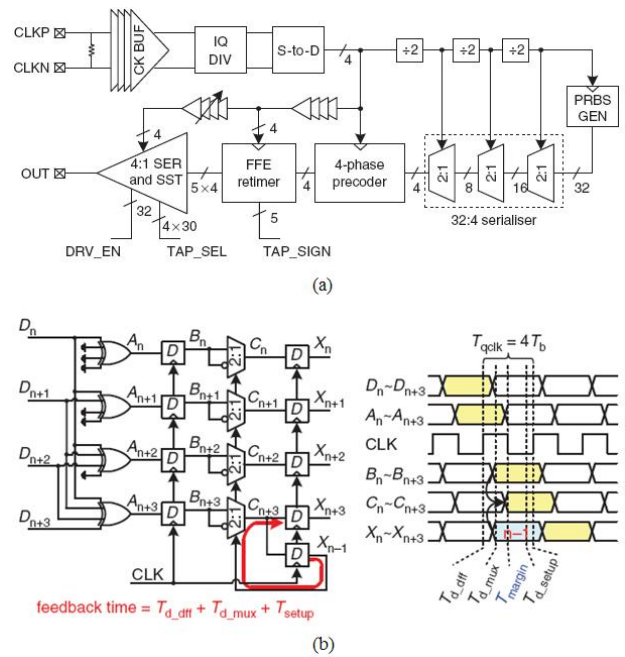 CLKP
CLKN
CK BUF
IQ
DIV
S-to-D
4
÷2
÷2
÷2
PRBS
GEN
4
4
OUT
4:1 SER
and SST
5×4
FFE
retimer
4
4-phase
precoder
4
2:1
8
2:1
16
2:1
32
32
4×30
5
32:4 serialiser
DRV_EN
TAP_SEL
TAP_SIGN
(a)
Dn
An
D
Bn
2:1
Cn
D
Xn
Dn+1
An+1
D
Bn+1
2:1
Cn+1
D
Xn+1
Dn+2
An+2
D
Bn+2
2:1
Cn+2
D
Xn+2
Dn+3
An+3
D
Bn+3
2:1
Cn+3
D
Xn+3
D
Xn−1
CLK
feedback time = Td_dff + Td_mux + Tsetup
Tqclk = 4Tb
Dn~Dn+3
An~An+3
CLK
Bn~Bn+3
Cn~Cn+3
Xn~Xn+3
n−1
Td_dff
Td_mux
Tmargin
Td_setup
(b)